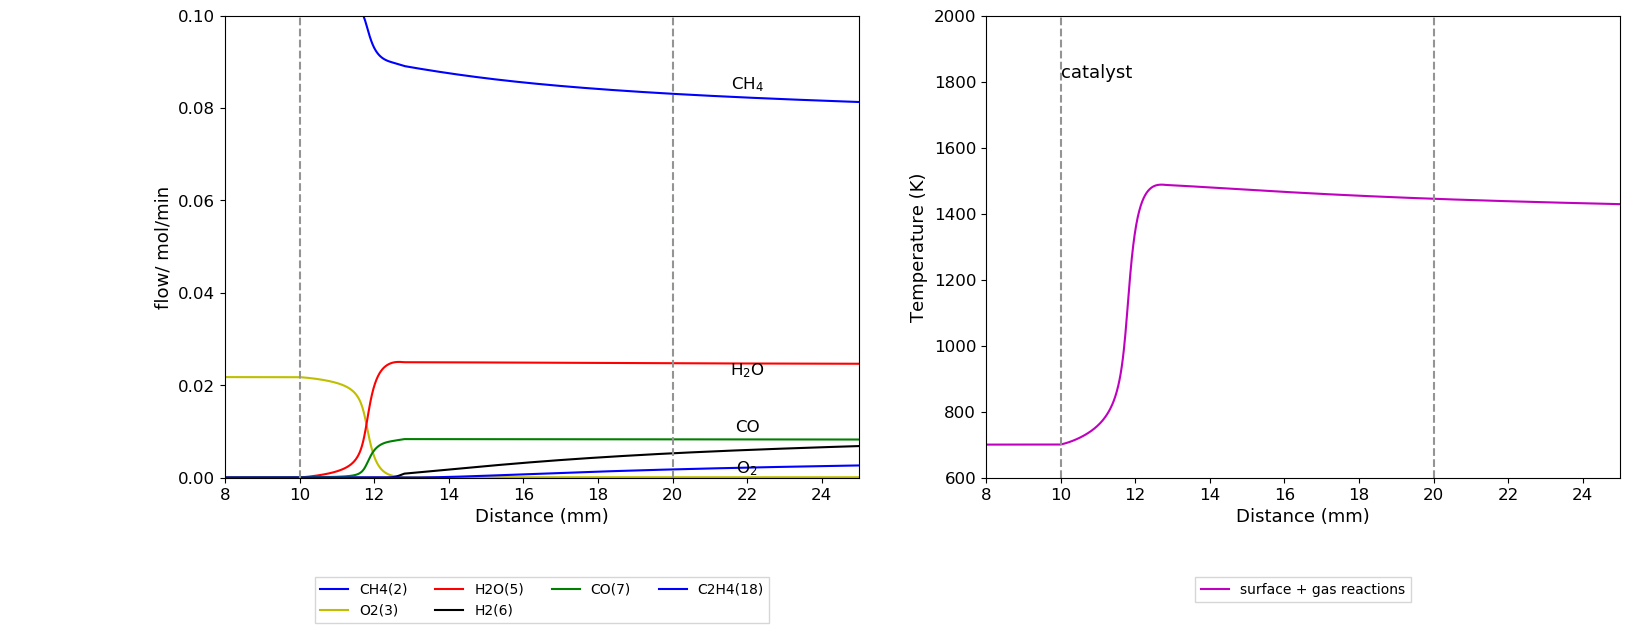 0.10
0.08
0.06
0.04
0.02
0.00
flow/ mol/min
CH₄
H₂O
CO
O₂
8 10 12 14 16 18 20 22 24
Distance (mm)
CH4(2) H2O(5) CO(7) C2H4(18)
O2(3) H2(6)
2000
1800
1600
1400
1200
1000
800
600
Temperature (K)
catalyst
8 10 12 14 16 18 20 22 24
Distance (mm)
surface + gas reactions